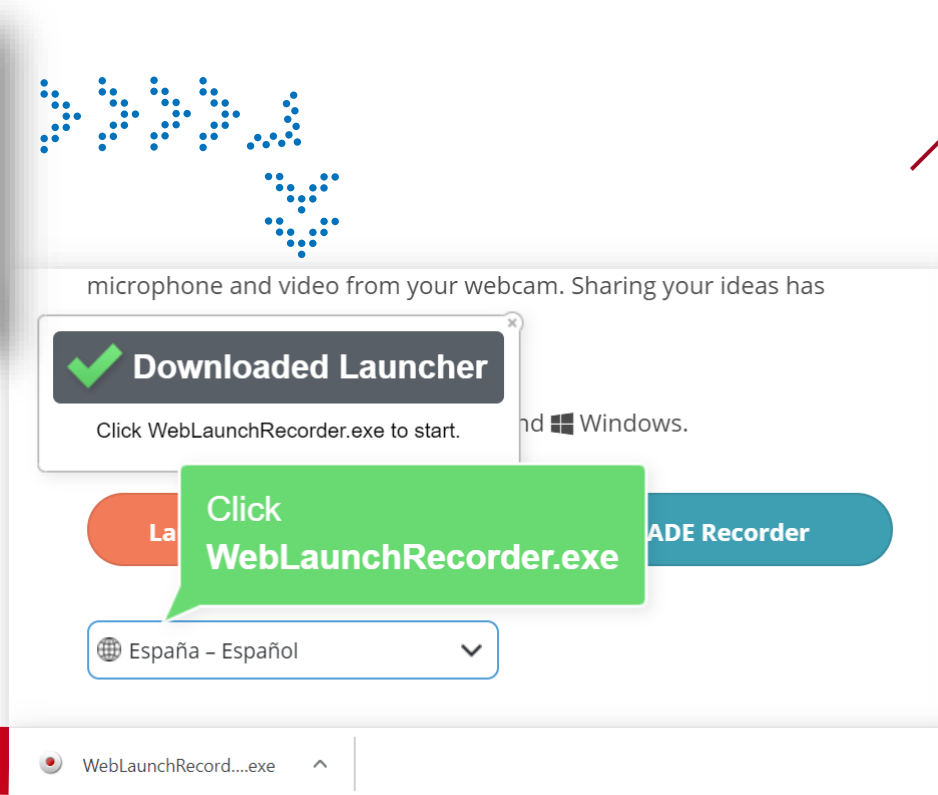 microphone and video from your webcam. Sharing your ideas has
Downloaded Launcher
Click WebLaunchRecorder.exe to start.
Windows.
Click
WebLaunchRecorder.exe
ADE Recorder
España – Español
WebLaunchRecord....exe